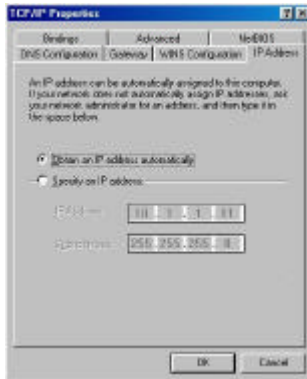 TCP/IP Properties
Bindings Advanced NetBIOS
DNS Configuration Gateway WINS Configuration IP Address
An IP address can be automatically assigned to this computer.
If your network does not automatically assign IP addresses, ask
your network administrator for an address, and then type it in
the space below.
Obtain an IP address automatically
Specify an IP address:
IP Address:
Subnet Mask: 255 . 255 . 255 . 0
OK Cancel